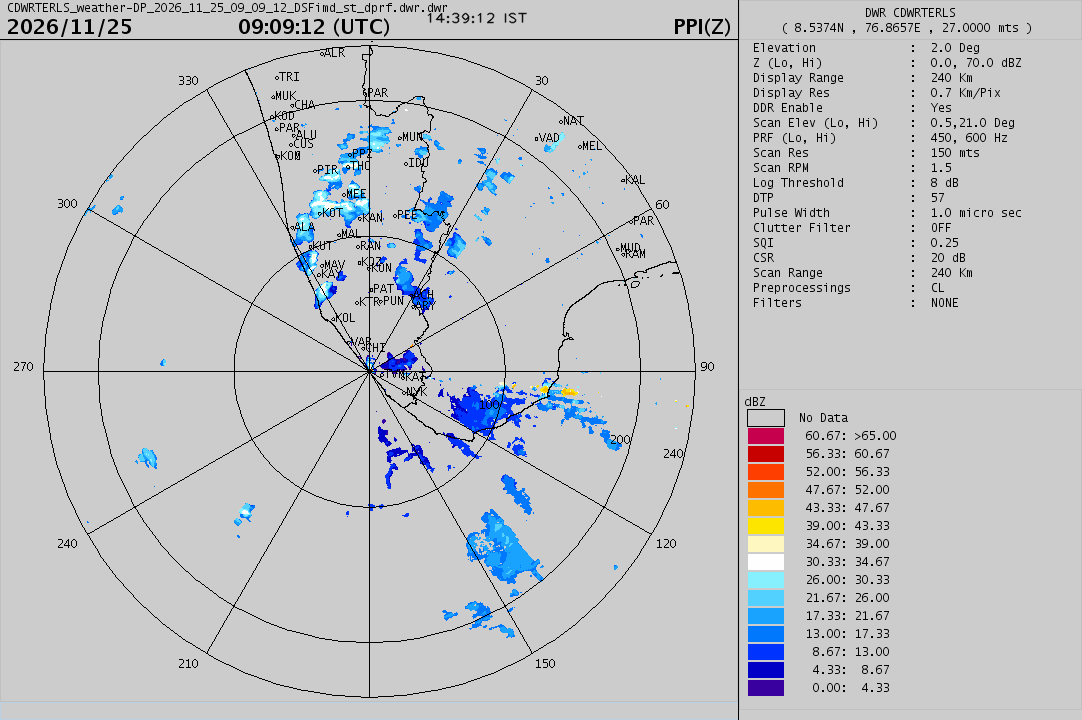 CDWRTERLS_weather-DP_2026_11_25_09_09_12_DSFimd_st_dprf.dwr.dwr
14:39:12 IST
2026/11/25 09:09:12 (UTC) PPI(Z)
DWR CDWRTERLS
( 8.5374N , 76.8657E , 27.0000 mts )
Elevation : 2.0 Deg
Z (Lo, Hi) : 0.0, 70.0 dBZ
Display Range : 240 Km
Display Res : 0.7 Km/Pix
DDR Enable : Yes
Scan Elev (Lo, Hi) : 0.5,21.0 Deg
PRF (Lo, Hi) : 450, 600 Hz
Scan Res : 150 mts
Scan RPM : 1.5
Log Threshold : 8 dB
DTP : 57
Pulse Width : 1.0 micro sec
Clutter Filter : OFF
SQI : 0.25
CSR : 20 dB
Scan Range : 240 Km
Preprocessings : CL
Filters : NONE
dBZ
No Data
60.67: >65.00
56.33: 60.67
52.00: 56.33
47.67: 52.00
43.33: 47.67
39.00: 43.33
34.67: 39.00
30.33: 34.67
26.00: 30.33
21.67: 26.00
17.33: 21.67
13.00: 17.33
8.67: 13.00
4.33: 8.67
0.00: 4.33
ALR
TRI
330
30
MUK
PAR
CHA
KOD
NAT
PAR
ALU
MUN
VAD
CUS
MEL
KOM
PPZ
THO
IDU
PIR
KAL
MEE
300
60
KOT
KAN
PEE
PAR
ALA
MAL
KUT
RAN
MUD
RAM
MAV
KOZ
KAY
KON
PAT
ACH
KTR
PUN
ARY
KOL
VAR
CHI
270
90
TVM
KAT
NYK
100
200
240
240
120
210
150